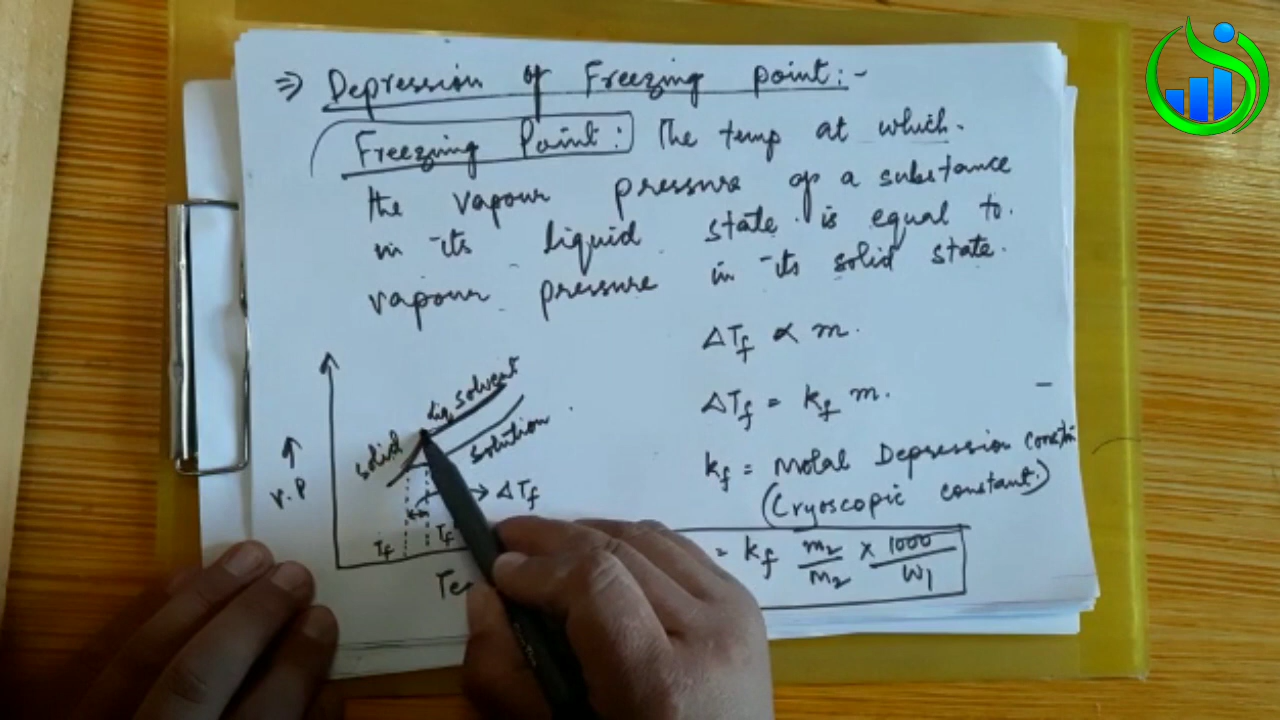 ⇒ Depression of Freezing point:-
Freezing Point: The temp at which.
the vapour pressure of a substance
in its liquid state is equal to.
vapour pressure in its solid state.
ΔTf ∝ m.
ΔTf = kf m.
kf = Molal Depression
(Cryoscopic constant.)
= kf m2/M2 × 1000/W1
solid
liq. solvent
solution
V.P
ΔTf
Tf
Tf